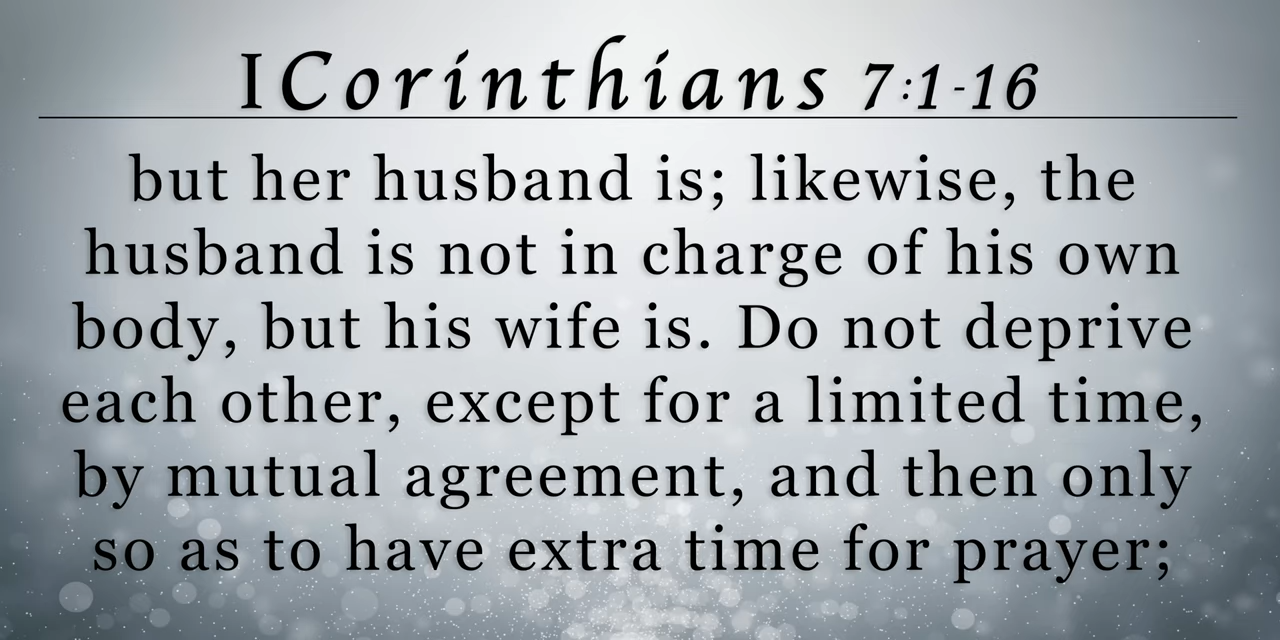 I Corinthians 7:1-16
but her husband is; likewise, the
husband is not in charge of his own
body, but his wife is. Do not deprive
each other, except for a limited time,
by mutual agreement, and then only
so as to have extra time for prayer;